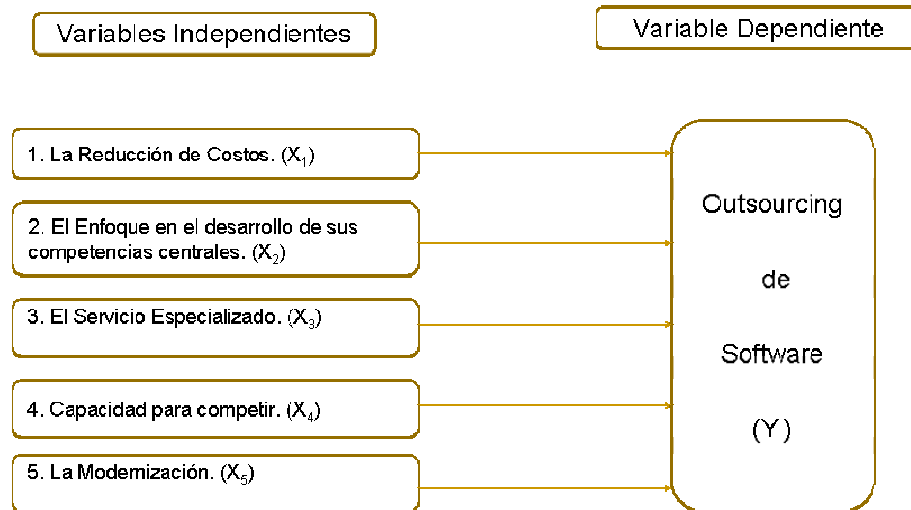 Variables Independientes
Variable Dependiente
1. La Reducción de Costos. (X₁)
2. El Enfoque en el desarrollo de sus
competencias centrales. (X₂)
3. El Servicio Especializado. (X₃)
4. Capacidad para competir. (X₄)
5. La Modernización. (X₅)
Outsourcing
de
Software
(Y)